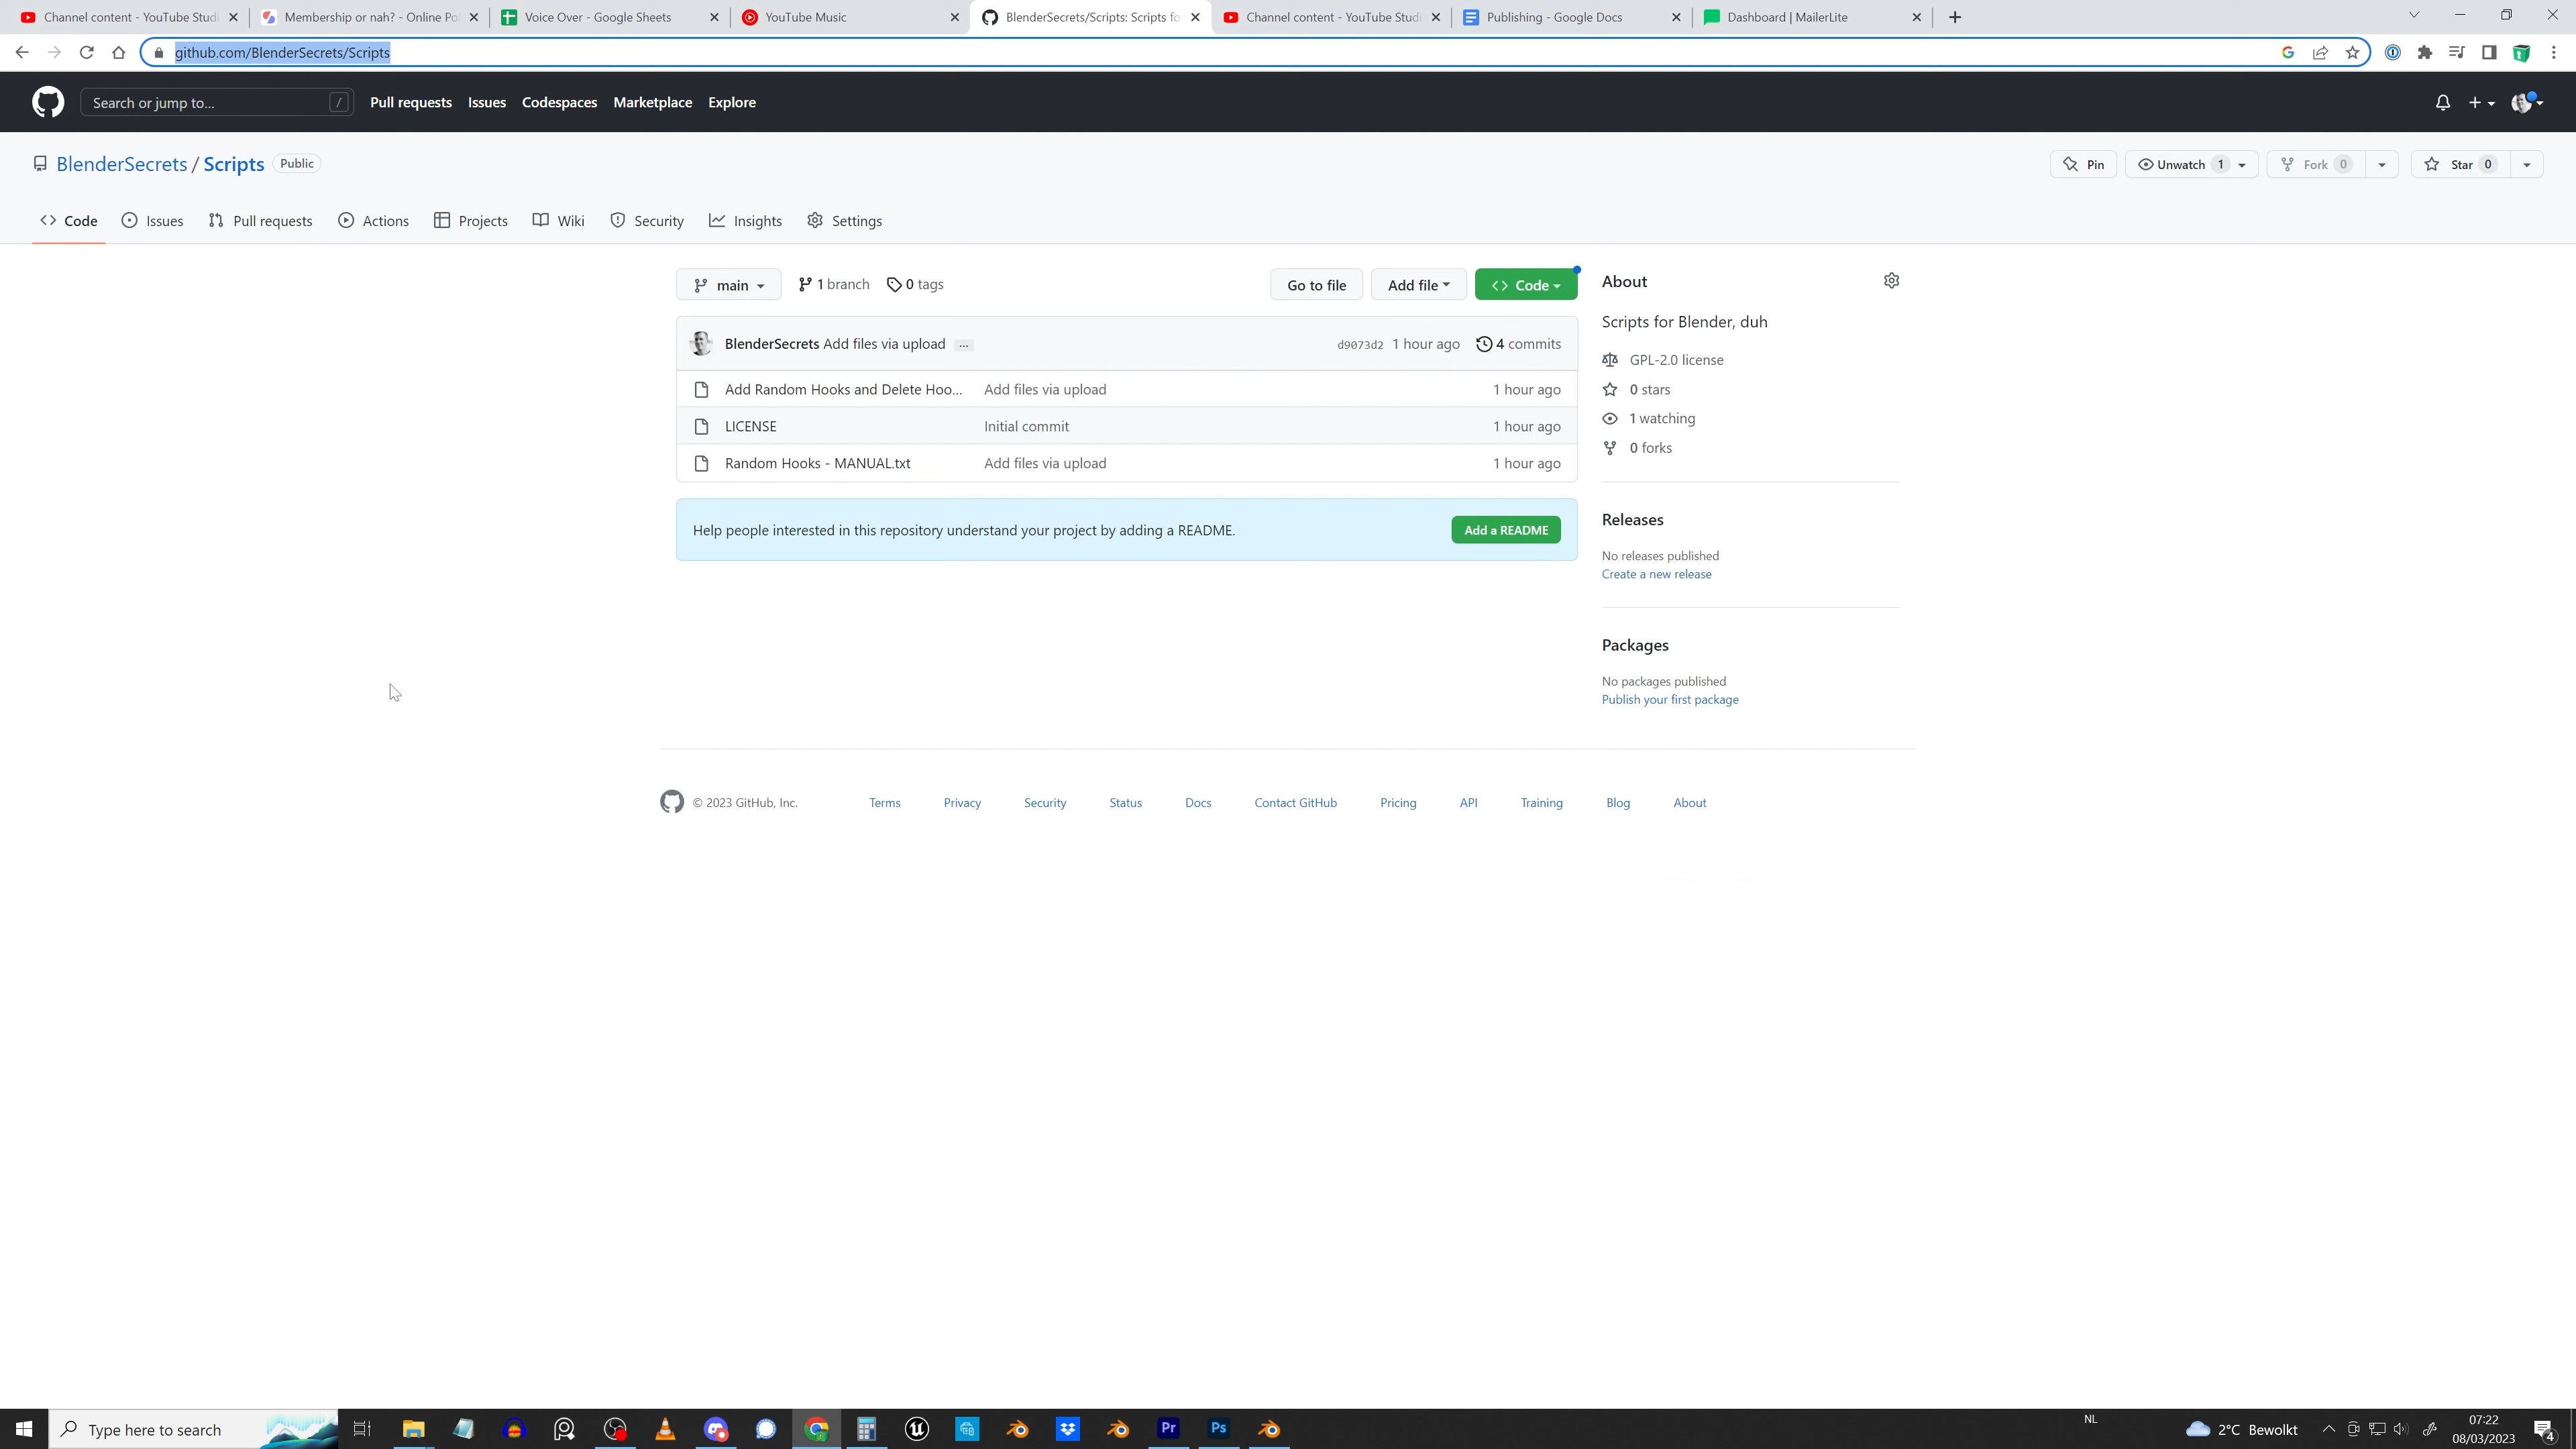 Channel content - YouTube Studi
Membership or nah? - Online Po
Voice Over - Google Sheets
YouTube Music
BlenderSecrets/Scripts: Scripts fo
Channel content - YouTube Studi
Publishing - Google Docs
Dashboard | MailerLite
github.com/BlenderSecrets/Scripts
Search or jump to...
/
Pull requests
Issues
Codespaces
Marketplace
Explore
BlenderSecrets / Scripts
Public
Pin
Unwatch 1
Fork 0
Star 0
Code
Issues
Pull requests
Actions
Projects
Wiki
Security
Insights
Settings
main
1 branch
0 tags
Go to file
Add file
Code
BlenderSecrets Add files via upload ...
d9073d2 1 hour ago
4 commits
Add Random Hooks and Delete Hoo... Add files via upload 1 hour ago
LICENSE Initial commit 1 hour ago
Random Hooks - MANUAL.txt Add files via upload 1 hour ago
Help people interested in this repository understand your project by adding a README.
Add a README
About
Scripts for Blender, duh
GPL-2.0 license
0 stars
1 watching
0 forks
Releases
No releases published
Create a new release
Packages
No packages published
Publish your first package
© 2023 GitHub, Inc.
Terms
Privacy
Security
Status
Docs
Contact GitHub
Pricing
API
Training
Blog
About
Type here to search
Pr
Ps
NL
2°C Bewolkt
07:22
08/03/2023
4